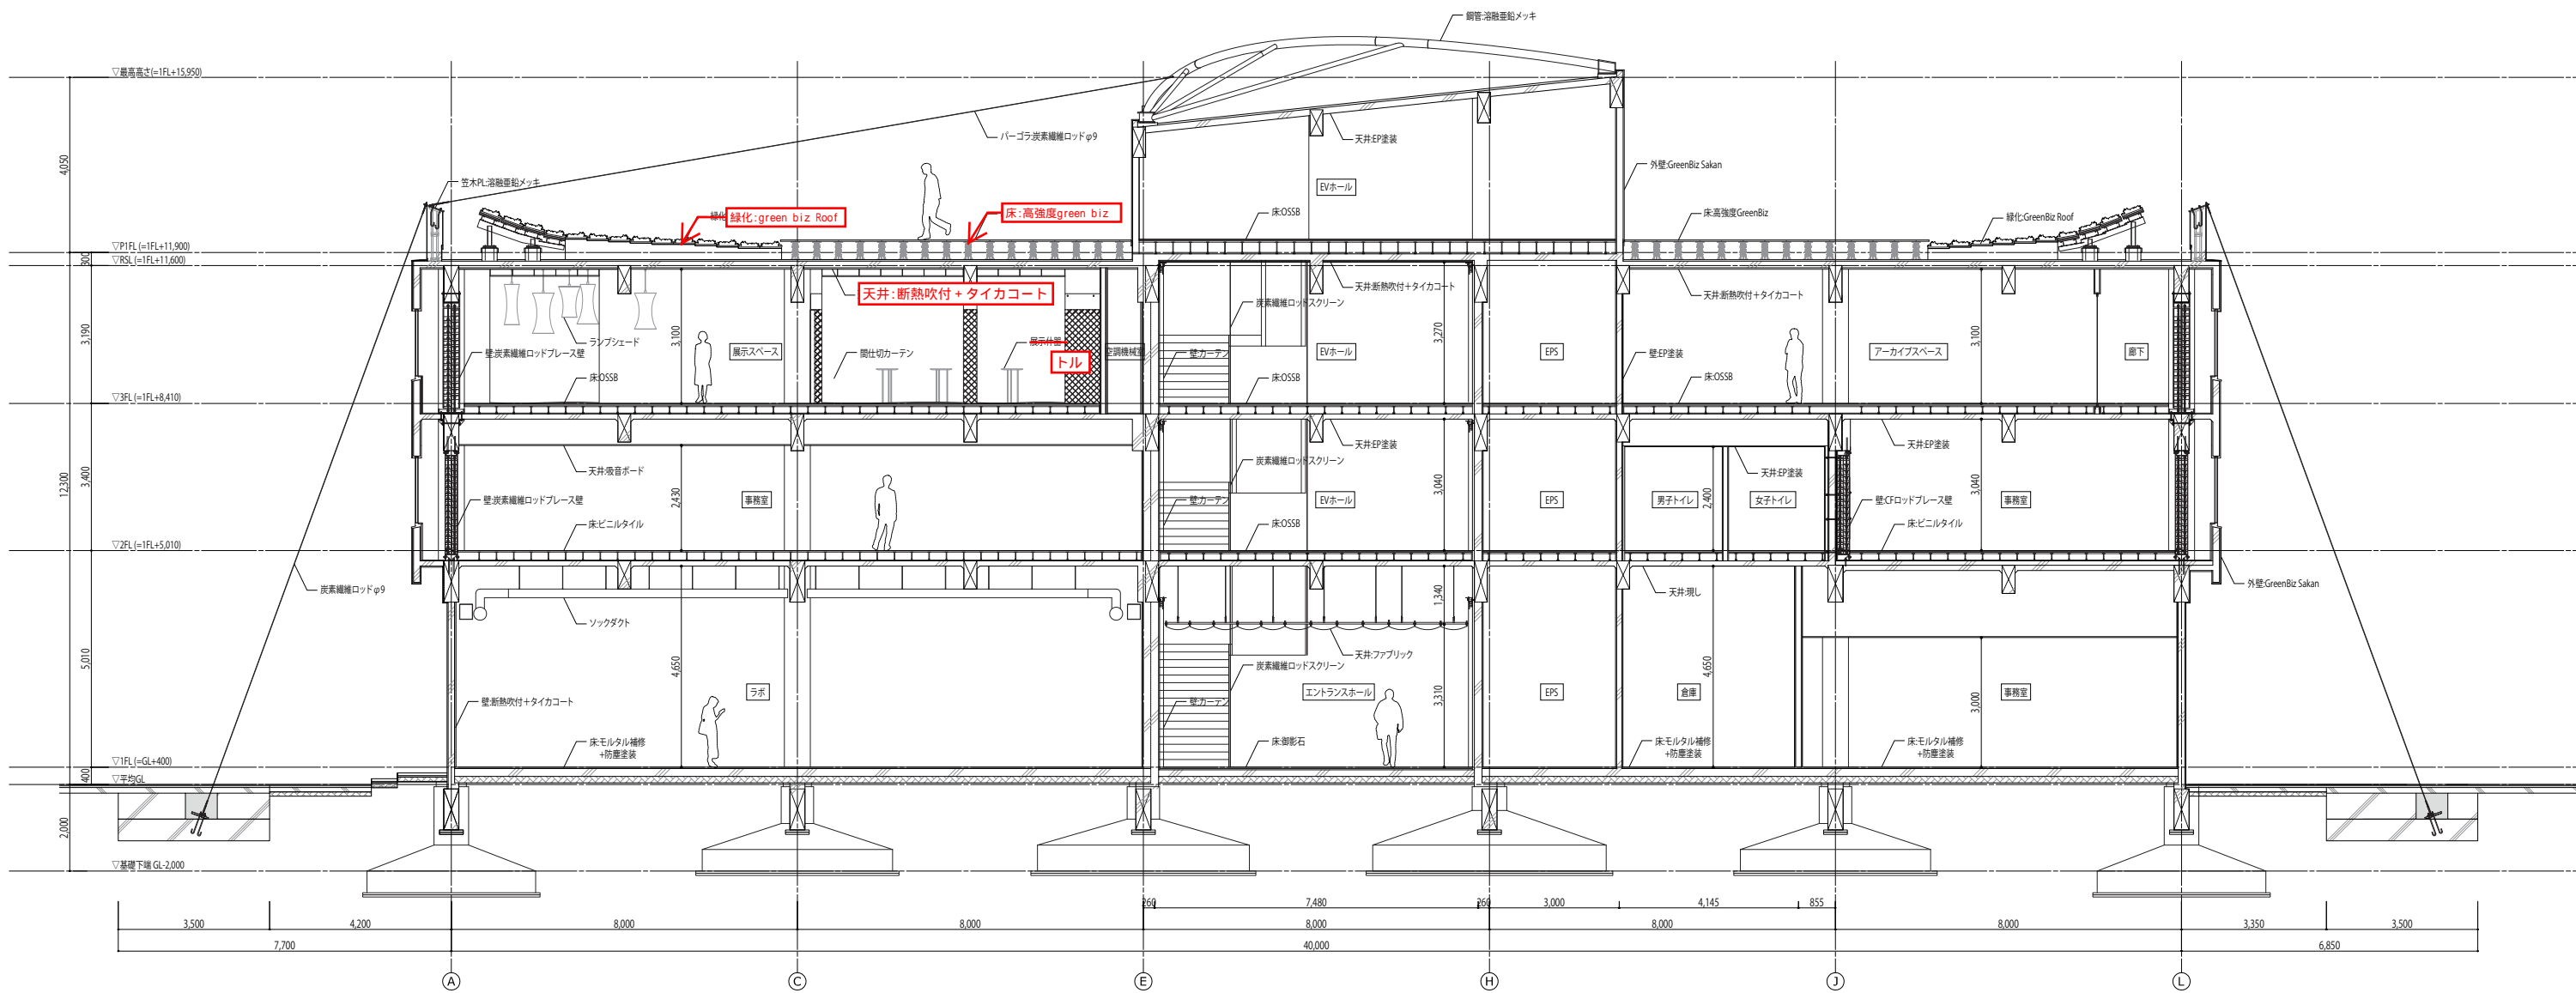 鋼管:溶融亜鉛メッキ
▽最高高さ(=1FL+15,950)
パーゴラ:炭素繊維ロッドφ9
天井:EP塗装
外壁:GreenBiz Sakan
4,050
笠木PL:溶融亜鉛メッキ
EVホール
緑化:green biz Roof
床:高強度green biz
床:OSSB
床:高強度GreenBiz
緑化:GreenBiz Roof
▽P1FL (=1FL+11,900)
300
▽RSL (=1FL+11,600)
天井:断熱吹付 + タイカコート
天井:断熱吹付+タイカコート
天井:断熱吹付+タイカコート
炭素繊維ロッドスクリーン
3,190
ランプシェード
3,100
3,270
3,100
壁:炭素繊維ロッドブレース壁
展示スペース
間仕切カーテン
展示什器
トル
空調機械室
壁:カーテン
EVホール
EPS
壁:EP塗装
アーカイブスペース
廊下
床:OSSB
床:OSSB
床:OSSB
▽3FL (=1FL+8,410)
天井:EP塗装
天井:EP塗装
天井:吸音ボード
炭素繊維ロッドスクリーン
天井:EP塗装
12,300
3,400
2,430
3,040
2,400
3,040
壁:炭素繊維ロッドブレース壁
事務室
壁:カーテン
EVホール
EPS
男子トイレ
女子トイレ
壁:CFロッドブレース壁
事務室
床:ビニルタイル
床:OSSB
床:ビニルタイル
▽2FL (=1FL+5,010)
炭素繊維ロッドφ9
1,340
天井:現し
外壁:GreenBiz Sakan
ソックダクト
天井:ファブリック
5,010
4,650
炭素繊維ロッドスクリーン
4,650
ラボ
エントランスホール
EPS
倉庫
事務室
壁:断熱吹付+タイカコート
壁:カーテン
3,310
3,000
床:モルタル補修
+防塵塗装
床:御影石
床:モルタル補修
+防塵塗装
床:モルタル補修
+防塵塗装
▽1FL (=GL+400)
400
▽平均GL
2,000
▽基礎下端 GL-2,000
260
7,480
260
3,000
4,145
855
3,500
4,200
8,000
8,000
8,000
8,000
8,000
3,350
3,500
7,700
40,000
6,850
A
C
E
H
J
L